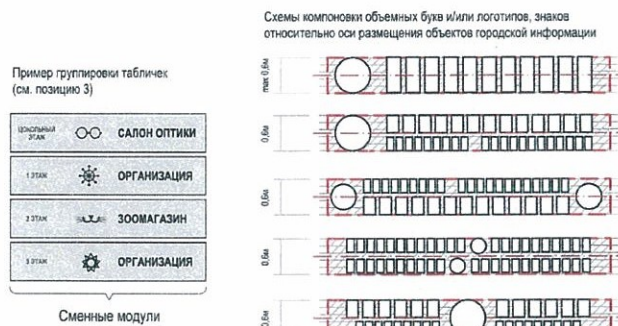 Схемы компоновки объемных букв и/или логотипов, знаков
относительно оси размещения объектов городской информации
Пример группировки табличек
(см. позицию 3)
ЦОКОЛЬНЫЙ
ЭТАЖ
САЛОН ОПТИКИ
1 ЭТАЖ
ОРГАНИЗАЦИЯ
2 ЭТАЖ
ЗООМАГАЗИН
3 ЭТАЖ
ОРГАНИЗАЦИЯ
Сменные модули
max 0,6м
0,6м
0,6м
0,6м
0,6м